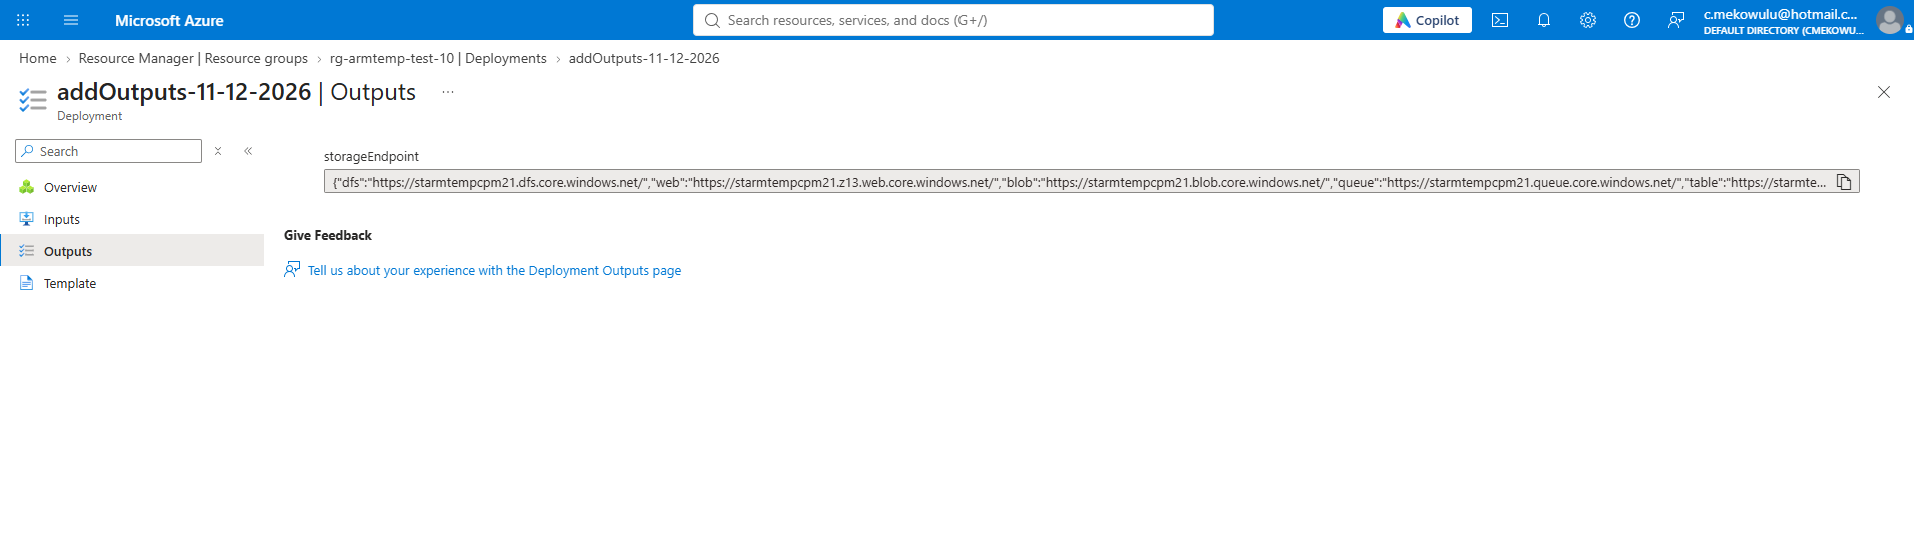 Microsoft Azure
Search resources, services, and docs (G+/)
Copilot
c.mekowulu@hotmail.c...
DEFAULT DIRECTORY (CMEKOWU...
Home > Resource Manager | Resource groups > rg-armtemp-test-10 | Deployments > addOutputs-11-12-2026
addOutputs-11-12-2026 | Outputs ...
Deployment
Search
Overview
Inputs
Outputs
Template
storageEndpoint
{"dfs":"https://starmtempcpm21.dfs.core.windows.net/","web":"https://starmtempcpm21.z13.web.core.windows.net/","blob":"https://starmtempcpm21.blob.core.windows.net/","queue":"https://starmtempcpm21.queue.core.windows.net/","table":"https://starmte...
Give Feedback
Tell us about your experience with the Deployment Outputs page